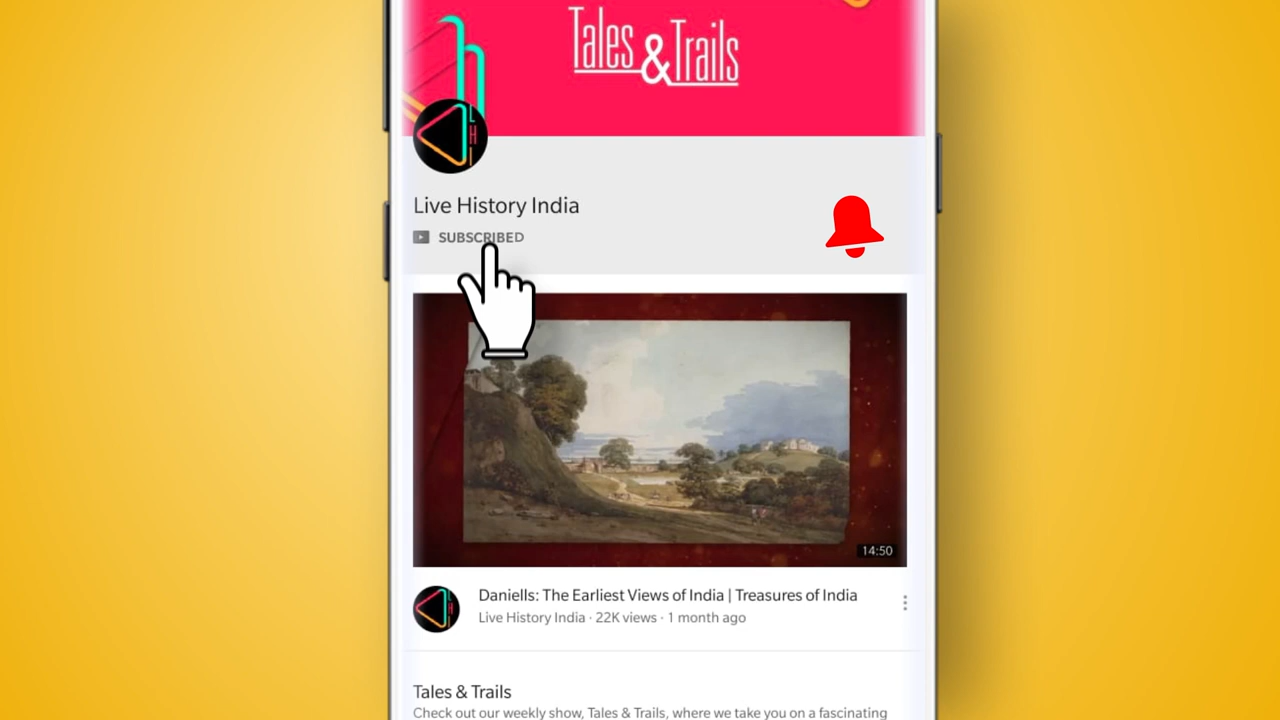 Tales & Trails
LHI
Live History India
SUBSCRIBED
14:50
Daniells: The Earliest Views of India | Treasures of India
LHI
Live History India · 22K views · 1 month ago
Tales & Trails
Check out our weekly show, Tales & Trails, where we take you on a fascinating